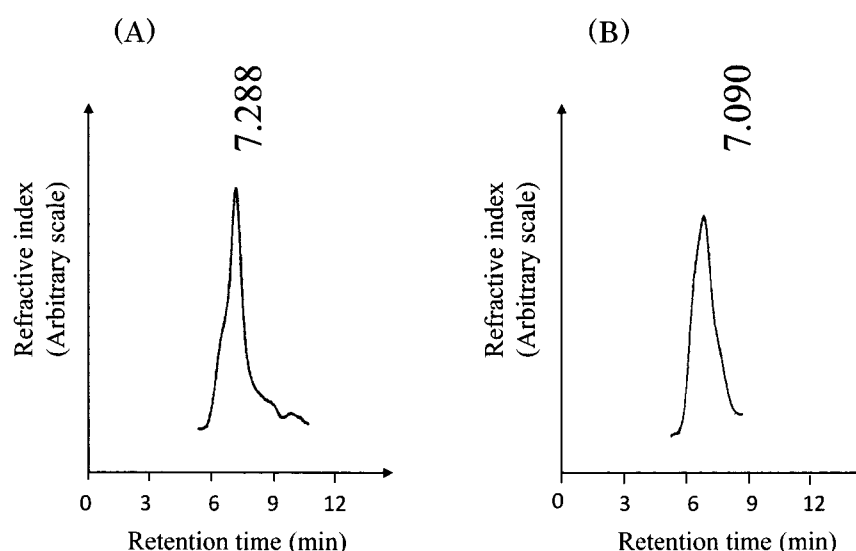 (A)
7.288
Refractive index
(Arbitrary scale)
0 3 6 9 12
Retention time (min)
(B)
7.090
Refractive index
(Arbitrary scale)
0 3 6 9 12
Retention time (min)